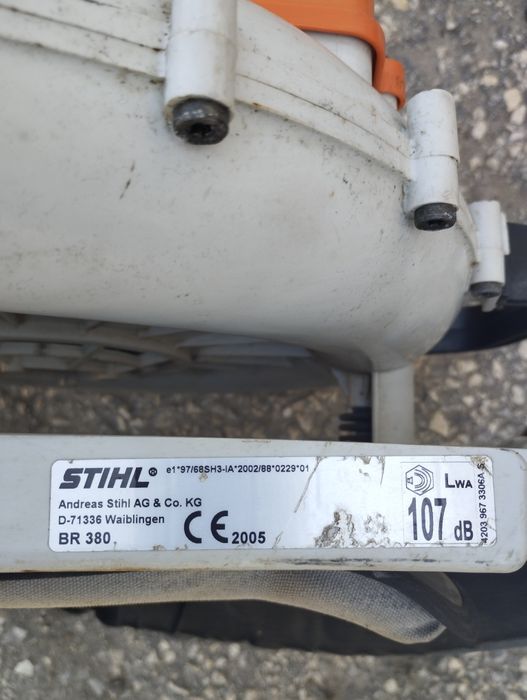 STIHL® e1*97/68SH3-IA*2002/88*0229*01
Andreas Stihl AG & Co. KG
D-71336 Waiblingen
BR 380 CE 2005
LWA
107 dB
4203 967 3306A S